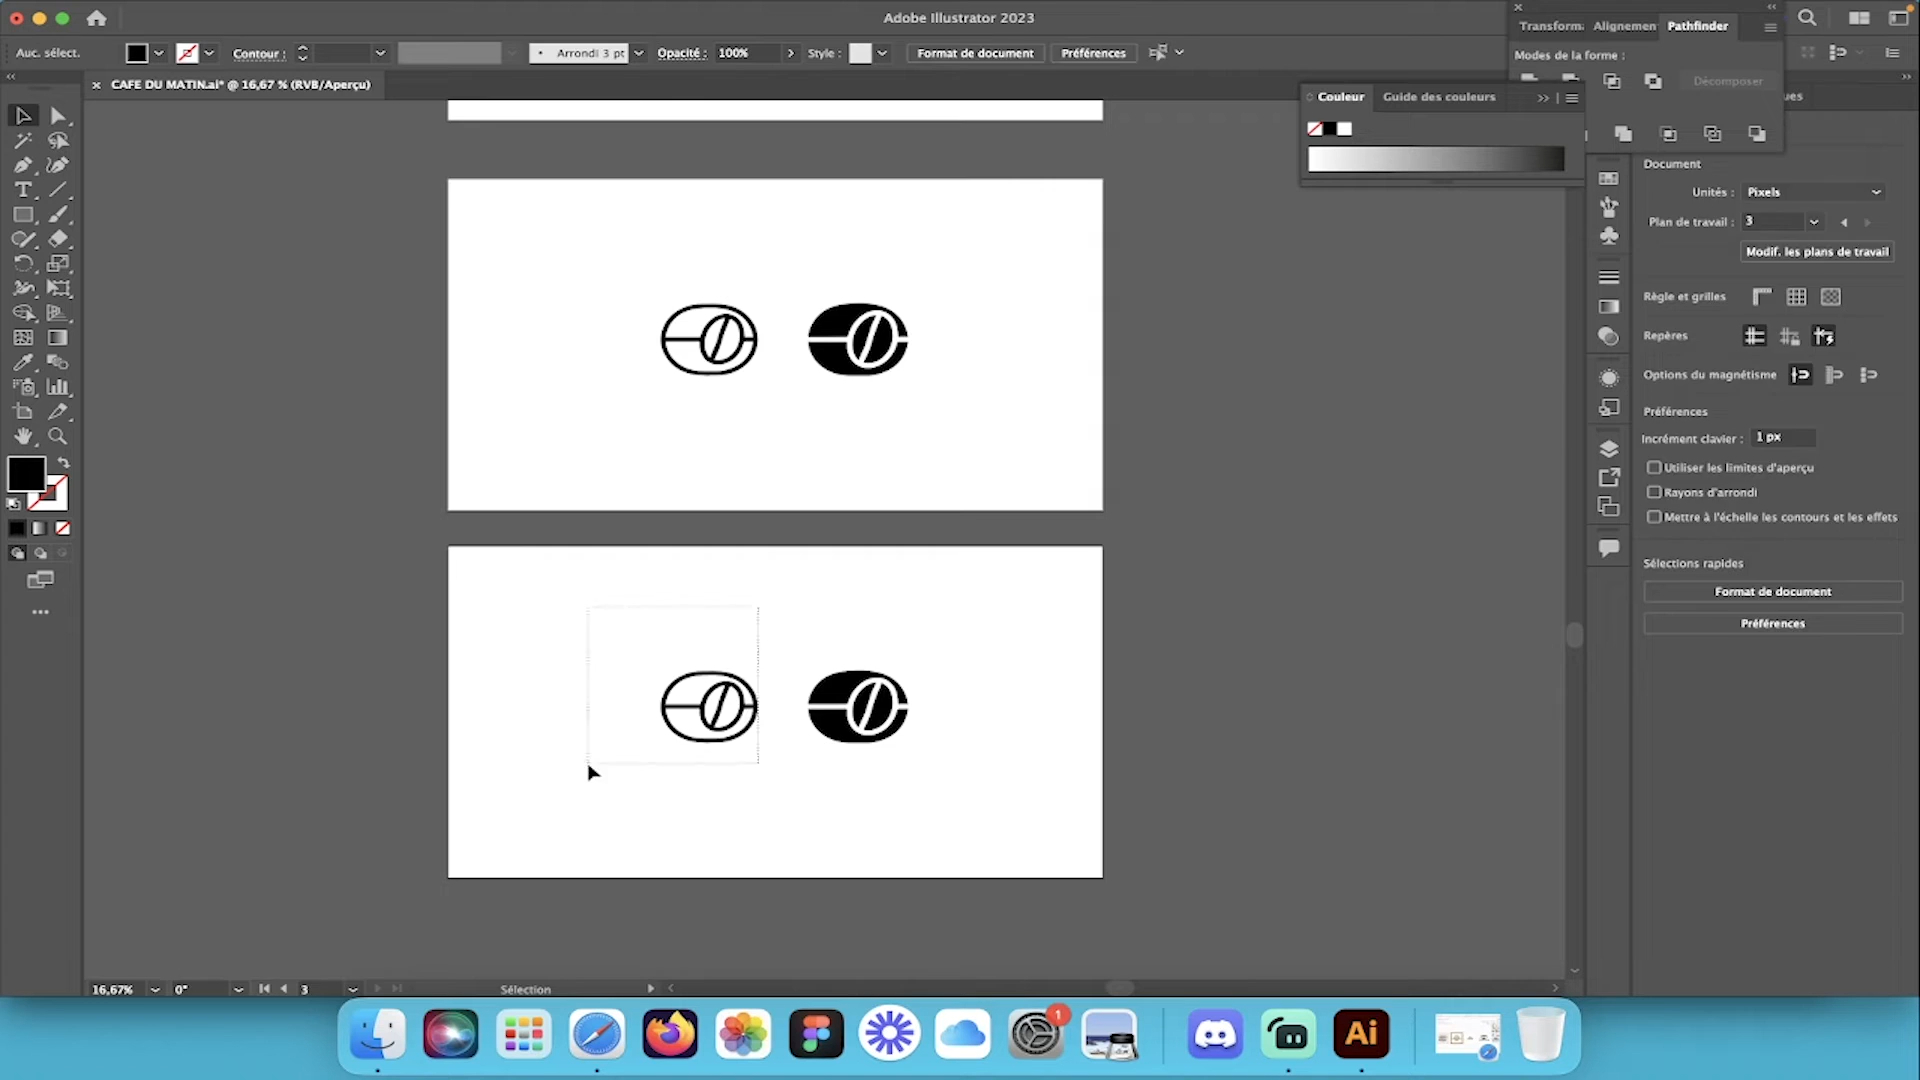 Adobe Illustrator 2023
Transform Alignemen Pathfinder
Auc. sélect. Contour : Arrondi 3 pt Opacité : 100% Style : Format de document Préférences
Modes de la forme :
Décomposer
CAFE DU MATIN.ai* @ 16,67 % (RVB/Aperçu)
Couleur Guide des couleurs
ues
Document
Unités : Pixels
Plan de travail : 3
Modif. les plans de travail
Règle et grilles
Repères
Options du magnétisme
Préférences
Incrément clavier : 1 px
Utiliser les limites d'aperçu
Rayons d'arrondi
Mettre à l'échelle les contours et les effets
Sélections rapides
Format de document
Préférences
16,67% 0° 3 Sélection
1
Ai